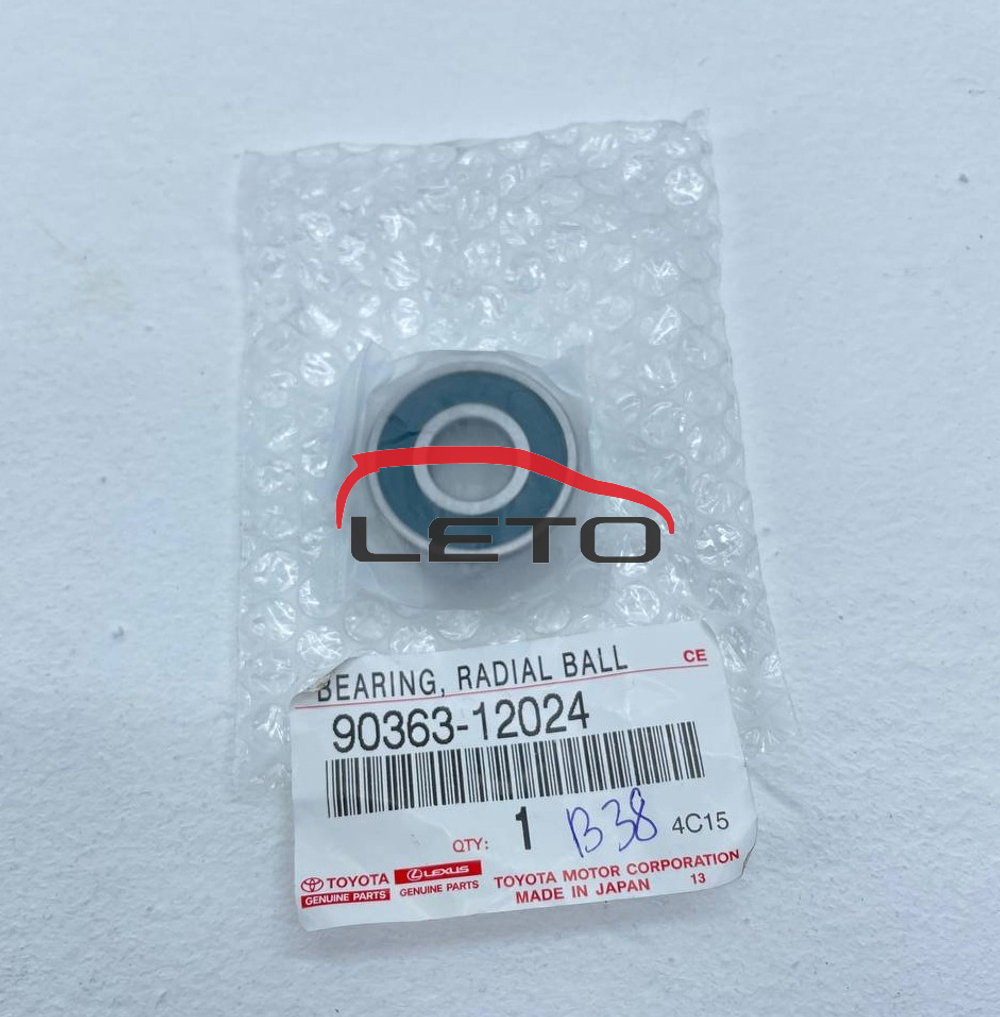 LETO
BEARING, RADIAL BALL
CE
90363-12024
QTY: 1 B38 4C15
TOYOTA
GENUINE PARTS
LEXUS
GENUINE PARTS
TOYOTA MOTOR CORPORATION
MADE IN JAPAN 13